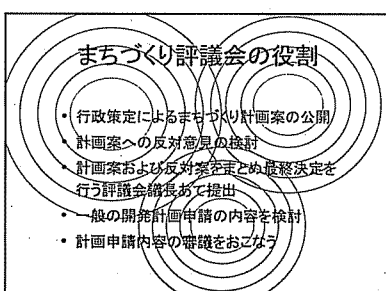 まちづくり評議会の役割
• 行政策定によるまちづくり計画案の公開
• 計画案への反対意見の検討
• 計画案および反対案をまとめ最終決定を
行う評議会議長あて提出
• 一般の開発計画申請の内容を検討
• 計画申請内容の審議をおこなう